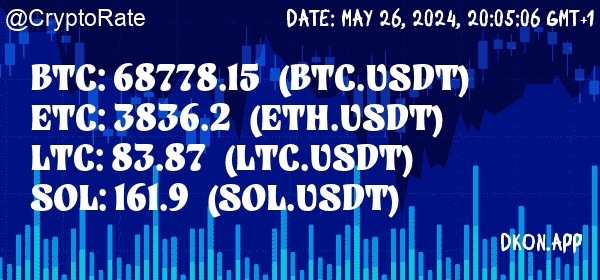 @CryptoRate
DATE: MAY 26, 2024, 20:05:06 GMT+1
BTC: 68778.15 (BTC.USDT)
ETC: 3836.2 (ETH.USDT)
LTC: 83.87 (LTC.USDT)
SOL: 161.9 (SOL.USDT)
DKON.APP